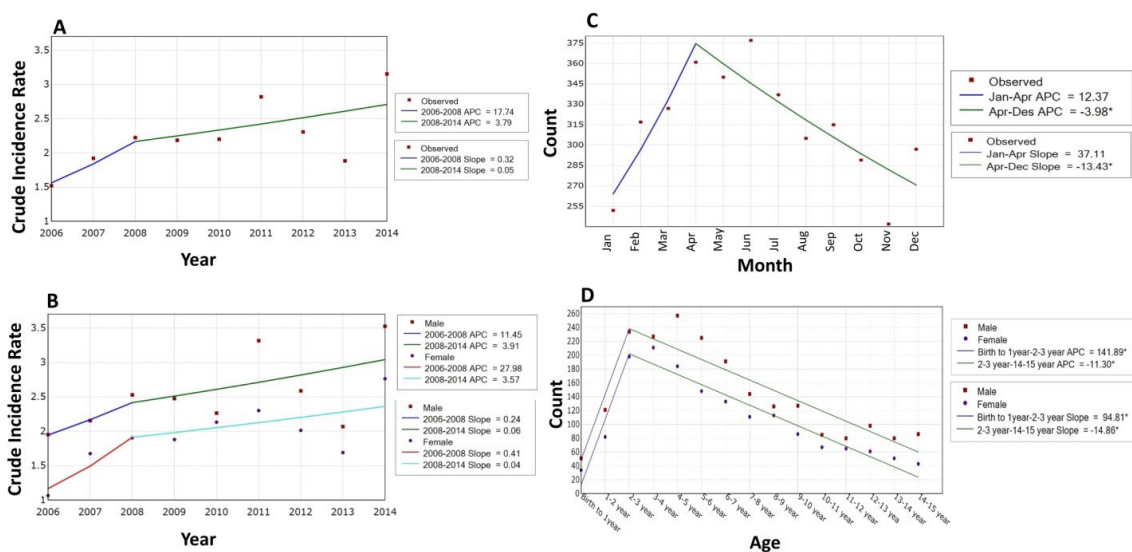 A
Crude Incidence Rate
3.5
3
2.5
2
1.5
1
2006 2007 2008 2009 2010 2011 2012 2013 2014
Year
Observed
2006-2008 APC = 17.74
2008-2014 APC = 3.79
Observed
2006-2008 Slope = 0.32
2008-2014 Slope = 0.05
C
Count
375
360
345
330
315
300
285
270
255
Jan Feb Mar Apr May Jun Jul Aug Sep Oct Nov Dec
Month
Observed
Jan-Apr APC = 12.37
Apr-Des APC = -3.98*
Observed
Jan-Apr Slope = 37.11
Apr-Dec Slope = -13.43*
B
Crude Incidence Rate
3.5
3
2.5
2
1.5
1
2006 2007 2008 2009 2010 2011 2012 2013 2014
Year
Male
2006-2008 APC = 11.45
2008-2014 APC = 3.91
Female
2006-2008 APC = 27.98
2008-2014 APC = 3.57
Male
2006-2008 Slope = 0.24
2008-2014 Slope = 0.06
Female
2006-2008 Slope = 0.41
2008-2014 Slope = 0.04
D
Count
260
240
220
200
180
160
140
120
100
80
60
40
20
0
Birth to 1year 1-2 year 2-3 year 3-4 year 4-5 year 5-6 year 6-7 year 7-8 year 8-9 year 9-10 year 10-11 year 11-12 year 12-13 yea 13-14 year 14-15 year
Age
Male
Female
Birth to 1year-2-3 year APC = 141.89*
2-3 year-14-15 year APC = -11.30*
Male
Female
Birth to 1year-2-3 year Slope = 94.81*
2-3 year-14-15 year Slope = -14.86*